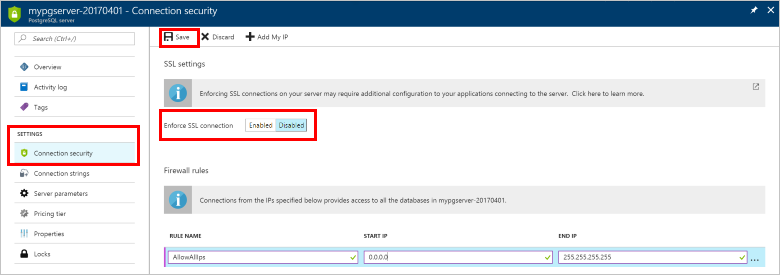 mypgserver-20170401 - Connection security
PostgreSQL server
Search (Ctrl+/)
Overview
Activity log
Tags
SETTINGS
Connection security
Connection strings
Server parameters
Pricing tier
Properties
Locks
Save Discard Add My IP
SSL settings
Enforcing SSL connections on your server may require additional configuration to your applications connecting to the server. Click here to learn more.
Enforce SSL connection Enabled Disabled
Firewall rules
Connections from the IPs specified below provides access to all the databases in mypgserver-20170401.
RULE NAME START IP END IP
AllowAllIps 0.0.0.0 255.255.255.255 ...